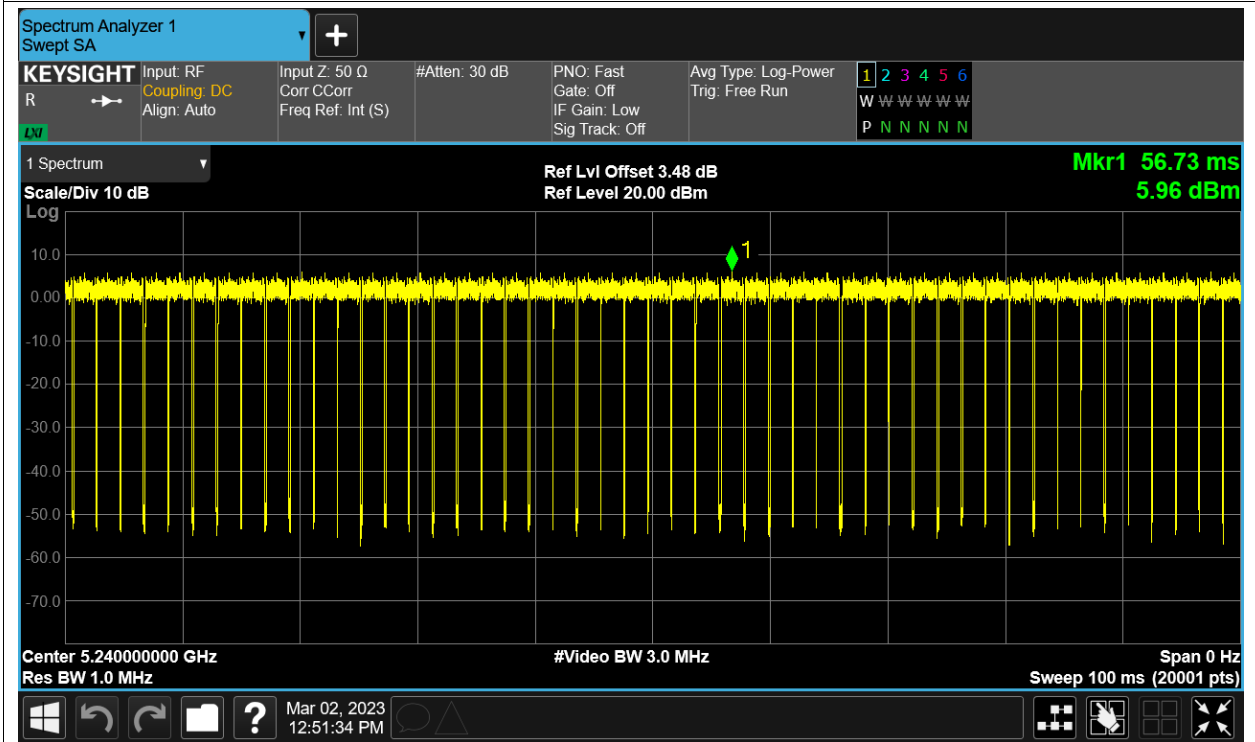 Spectrum Analyzer 1
Swept SA
+
KEYSIGHT
R
LXI
Input: RF
Coupling: DC
Align: Auto
Input Z: 50 Ω
Corr CCorr
Freq Ref: Int (S)
#Atten: 30 dB
PNO: Fast
Gate: Off
IF Gain: Low
Sig Track: Off
Avg Type: Log-Power
Trig: Free Run
1 2 3 4 5 6
W W W W W W
P N N N N N
1 Spectrum
Scale/Div 10 dB
Ref Lvl Offset 3.48 dB
Ref Level 20.00 dBm
Mkr1 56.73 ms
5.96 dBm
Log
1
10.0
0.00
-10.0
-20.0
-30.0
-40.0
-50.0
-60.0
-70.0
Center 5.240000000 GHz
Res BW 1.0 MHz
#Video BW 3.0 MHz
Span 0 Hz
Sweep 100 ms (20001 pts)
?
Mar 02, 2023
12:51:34 PM